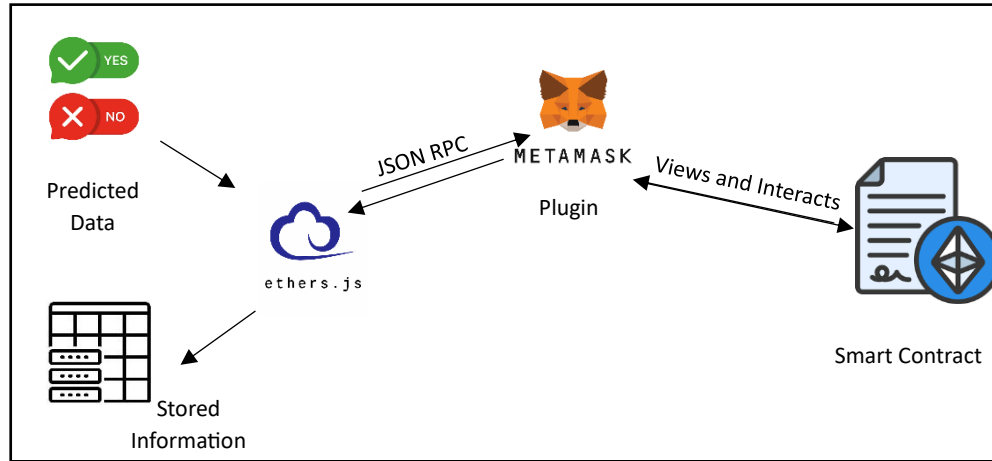 YES
NO
Predicted
Data
ethers.js
JSON RPC
METAMASK
Plugin
Views and Interacts
Smart Contract
Stored
Information